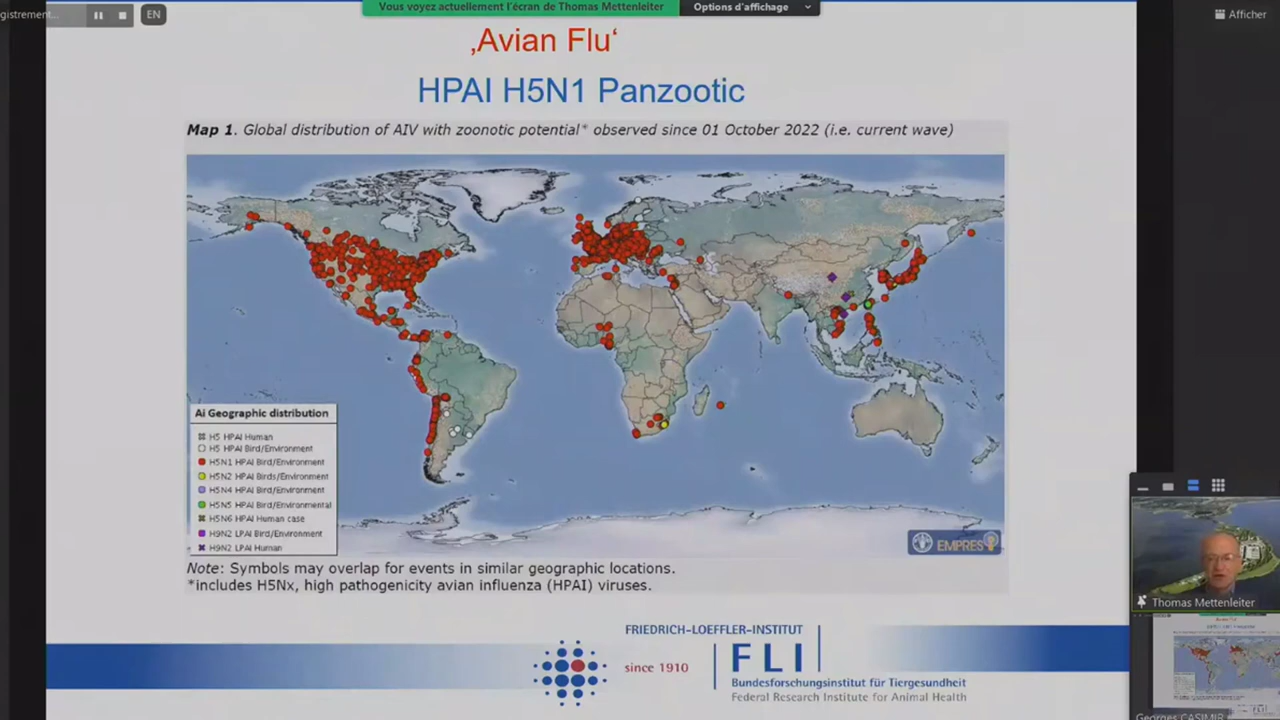 gistrement...
EN
Vous voyez actuellement l'écran de Thomas Mettenleiter
Options d'affichage
Afficher
‚Avian Flu‘
HPAI H5N1 Panzootic
Map 1. Global distribution of AIV with zoonotic potential* observed since 01 October 2022 (i.e. current wave)
Ai Geographic distribution
H5 HPAI Human
H5 HPAI Bird/Environment
H5N1 HPAI Bird/Environment
H5N2 HPAI Birds/Environment
H5N4 HPAI Bird/Environment
H5N5 HPAI Bird/Environmental
H5N6 HPAI Human case
H9N2 LPAI Bird/Environment
H9N2 LPAI Human
EMPRES
Note: Symbols may overlap for events in similar geographic locations.
*includes H5Nx, high pathogenicity avian influenza (HPAI) viruses.
Thomas Mettenleiter
FRIEDRICH-LOEFFLER-INSTITUT
since 1910
FLI
Bundesforschungsinstitut für Tiergesundheit
Federal Research Institute for Animal Health
Georges CASIMIR